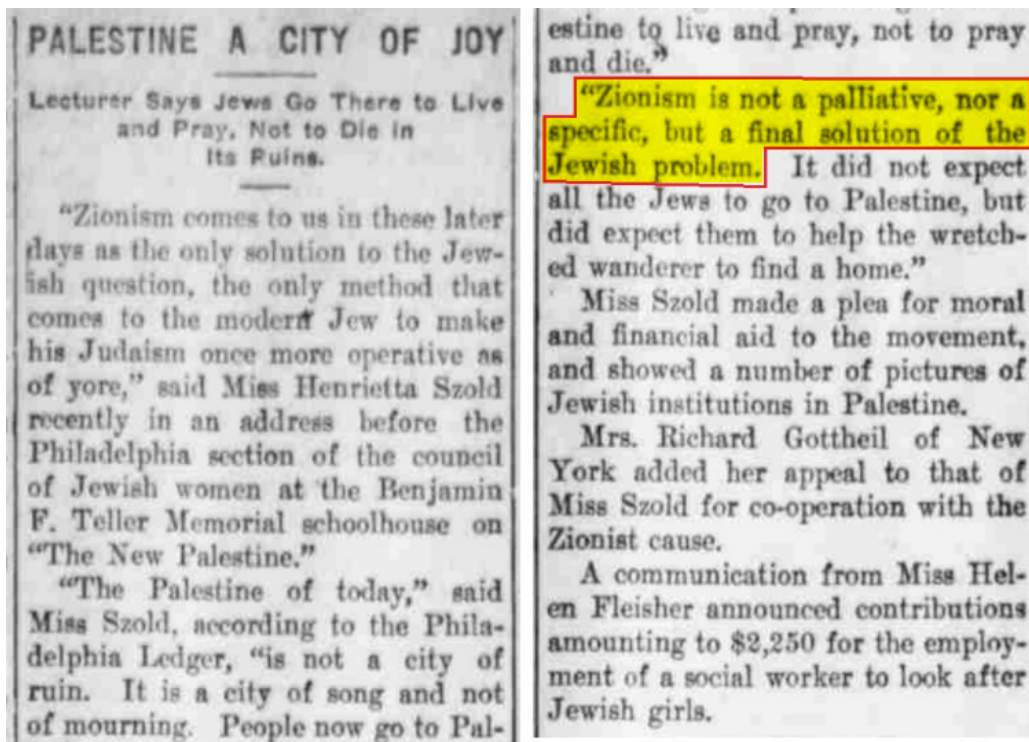 PALESTINE A CITY OF JOY
Lecturer Says Jews Go There to Live
and Pray, Not to Die in
Its Ruins.
"Zionism comes to us in these later
days as the only solution to the Jew-
ish question, the only method that
comes to the modern Jew to make
his Judaism once more operative as
of yore," said Miss Henrietta Szold
recently in an address before the
Philadelphia section of the council
of Jewish women at the Benjamin
F. Teller Memorial schoolhouse on
"The New Palestine."
"The Palestine of today," said
Miss Szold, according to the Phila-
delphia Ledger, "is not a city of
ruin. It is a city of song and not
of mourning. People now go to Pal-
estine to live and pray, not to pray
and die."
"Zionism is not a palliative, nor a
specific, but a final solution of the
Jewish problem. It did not expect
all the Jews to go to Palestine, but
did expect them to help the wretch-
ed wanderer to find a home."
Miss Szold made a plea for moral
and financial aid to the movement,
and showed a number of pictures of
Jewish institutions in Palestine.
Mrs. Richard Gottheil of New
York added her appeal to that of
Miss Szold for co-operation with the
Zionist cause.
A communication from Miss Hel-
en Fleisher announced contributions
amounting to $2,250 for the employ-
ment of a social worker to look after
Jewish girls.